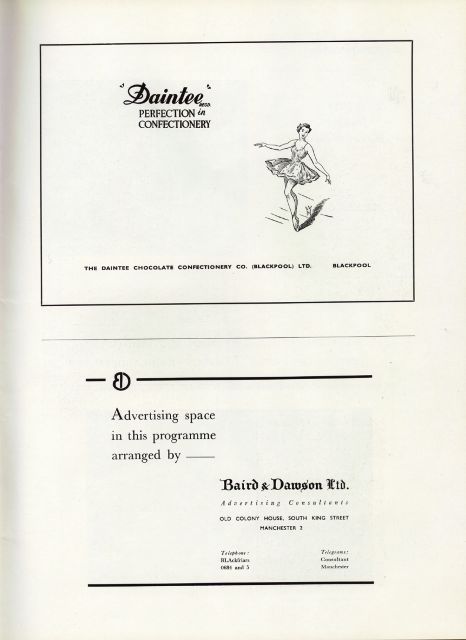 "Daintee" REGD.
PERFECTION in
CONFECTIONERY
THE DAINTEE CHOCOLATE CONFECTIONERY CO. (BLACKPOOL) LTD. BLACKPOOL
BD
Advertising space
in this programme
arranged by ——
Baird & Dawson Ltd.
Advertising Consultants
OLD COLONY HOUSE, SOUTH KING STREET
MANCHESTER 2
Telephone: Telegrams:
BLAckfriars Consultant
0884 and 5 Manchester